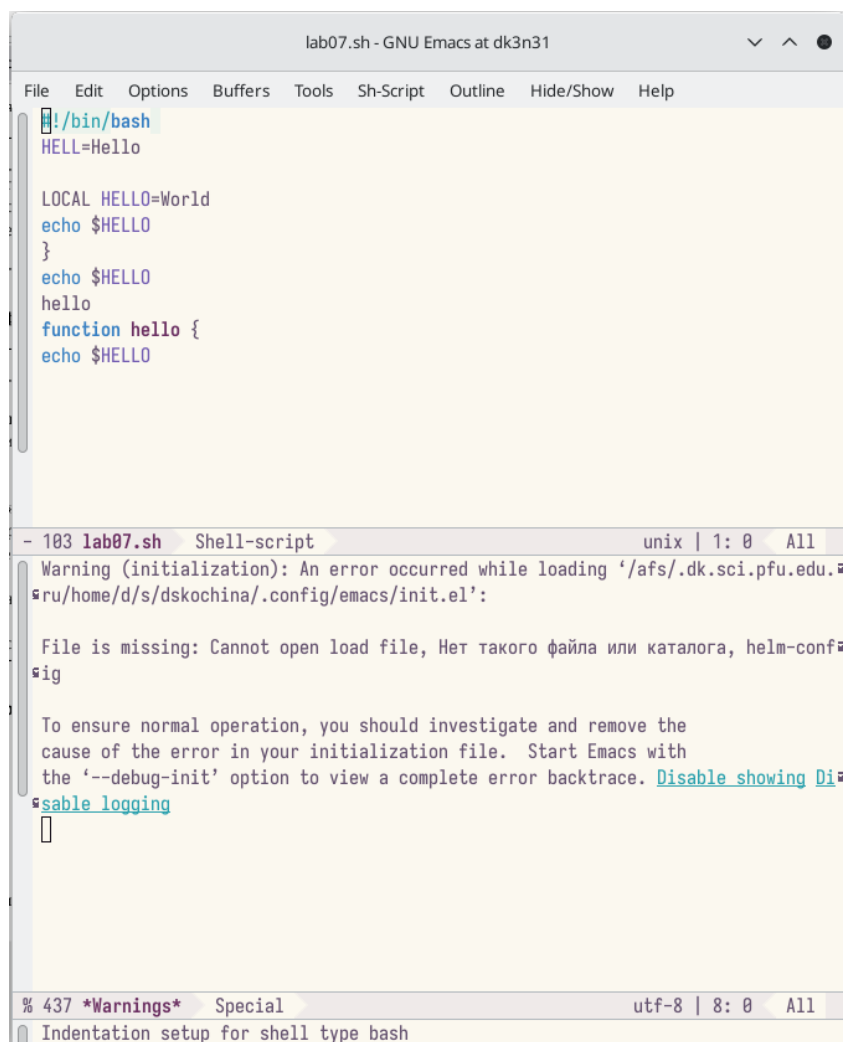 lab07.sh - GNU Emacs at dk3n31
File Edit Options Buffers Tools Sh-Script Outline Hide/Show Help
#!/bin/bash
HELL=Hello
LOCAL HELLO=World
echo $HELLO
}
echo $HELLO
hello
function hello {
echo $HELLO
- 103 lab07.sh Shell-script unix | 1: 0 All
Warning (initialization): An error occurred while loading ‘/afs/.dk.sci.pfu.edu.
ru/home/d/s/dskochina/.config/emacs/init.el’:
File is missing: Cannot open load file, Нет такого файла или каталога, helm-conf
ig
To ensure normal operation, you should investigate and remove the
cause of the error in your initialization file.  Start Emacs with
the ‘--debug-init’ option to view a complete error backtrace. Disable showing Di
sable logging
% 437 *Warnings* Special utf-8 | 8: 0 All
Indentation setup for shell type bash